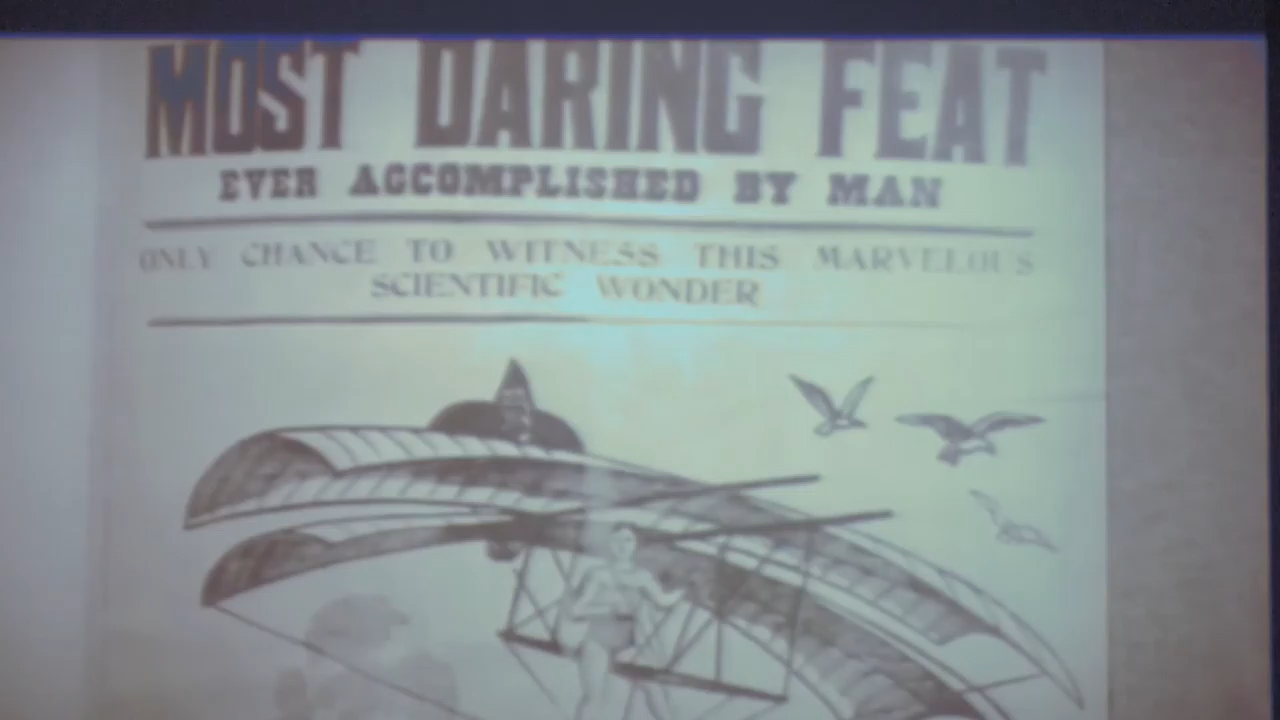 MOST DARING FEAT
EVER ACCOMPLISHED BY MAN
ONLY CHANCE TO WITNESS THIS MARVELOUS
SCIENTIFIC WONDER